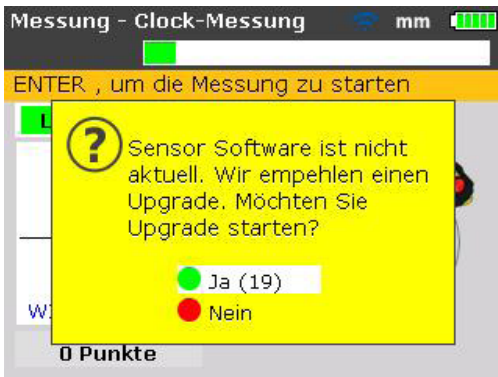 Messung - Clock-Messung mm
ENTER , um die Messung zu starten
L
?
Sensor Software ist nicht
aktuell. Wir empehlen einen
Upgrade. Möchten Sie
Upgrade starten?
Ja (19)
Nein
0 Punkte